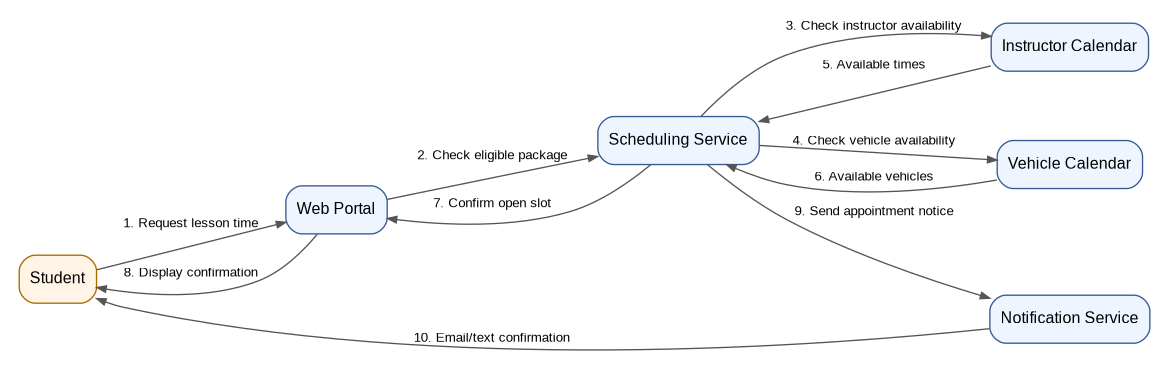 3. Check instructor availability
Instructor Calendar
5. Available times
Scheduling Service
4. Check vehicle availability
2. Check eligible package
Vehicle Calendar
6. Available vehicles
7. Confirm open slot
Web Portal
9. Send appointment notice
1. Request lesson time
8. Display confirmation
Student
Notification Service
10. Email/text confirmation